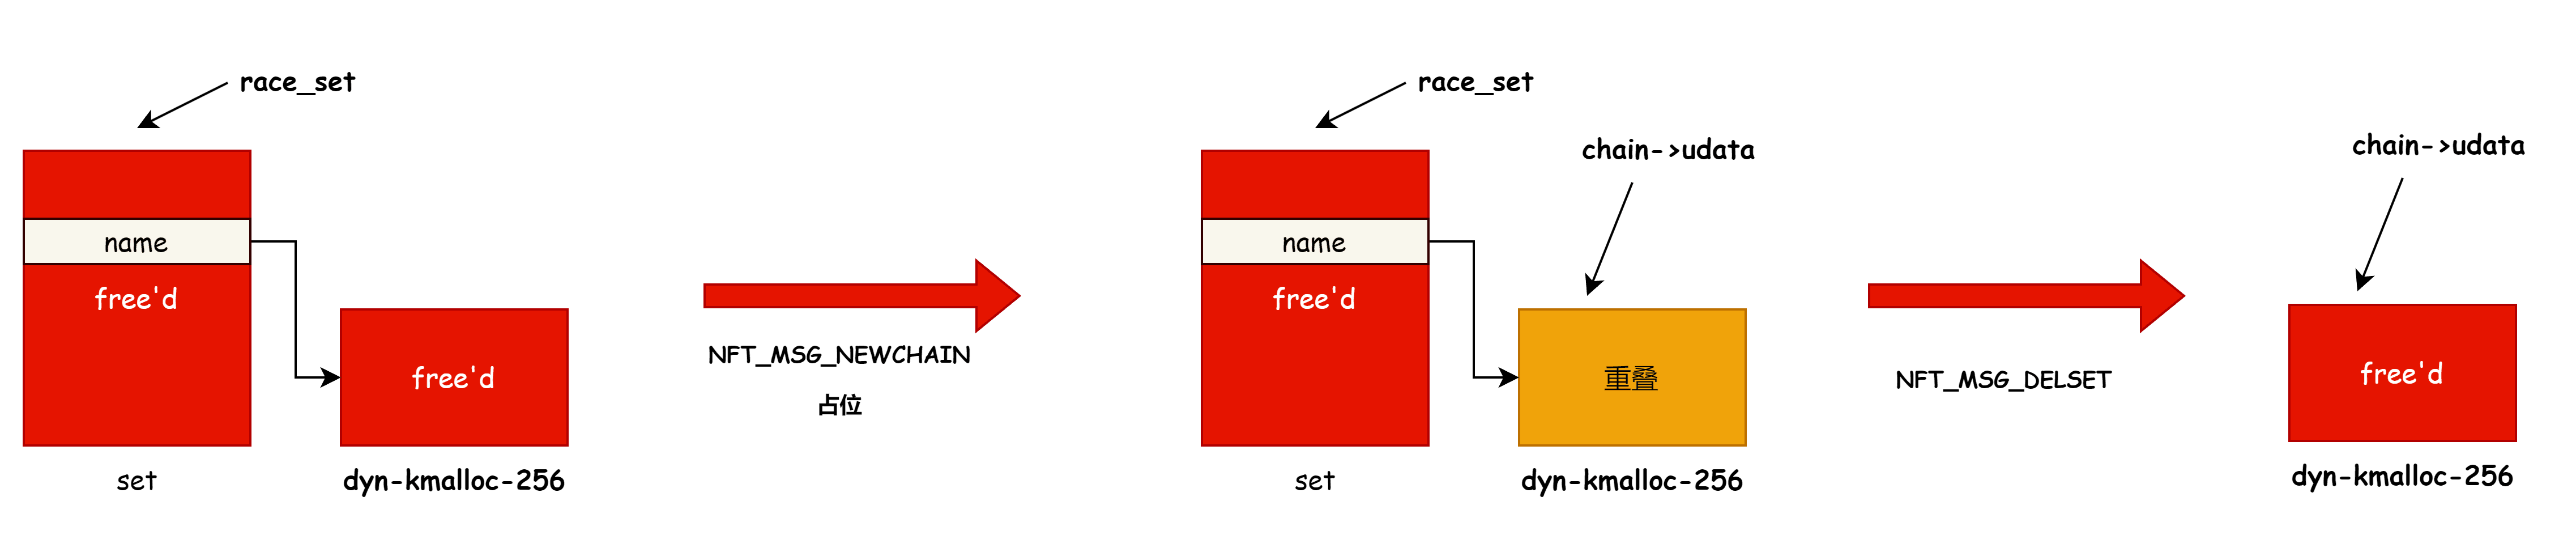 race_set
name
free'd
free'd
set
dyn-kmalloc-256
NFT_MSG_NEWCHAIN
占位
race_set
chain->udata
name
free'd
重叠
set
dyn-kmalloc-256
NFT_MSG_DELSET
chain->udata
free'd
dyn-kmalloc-256